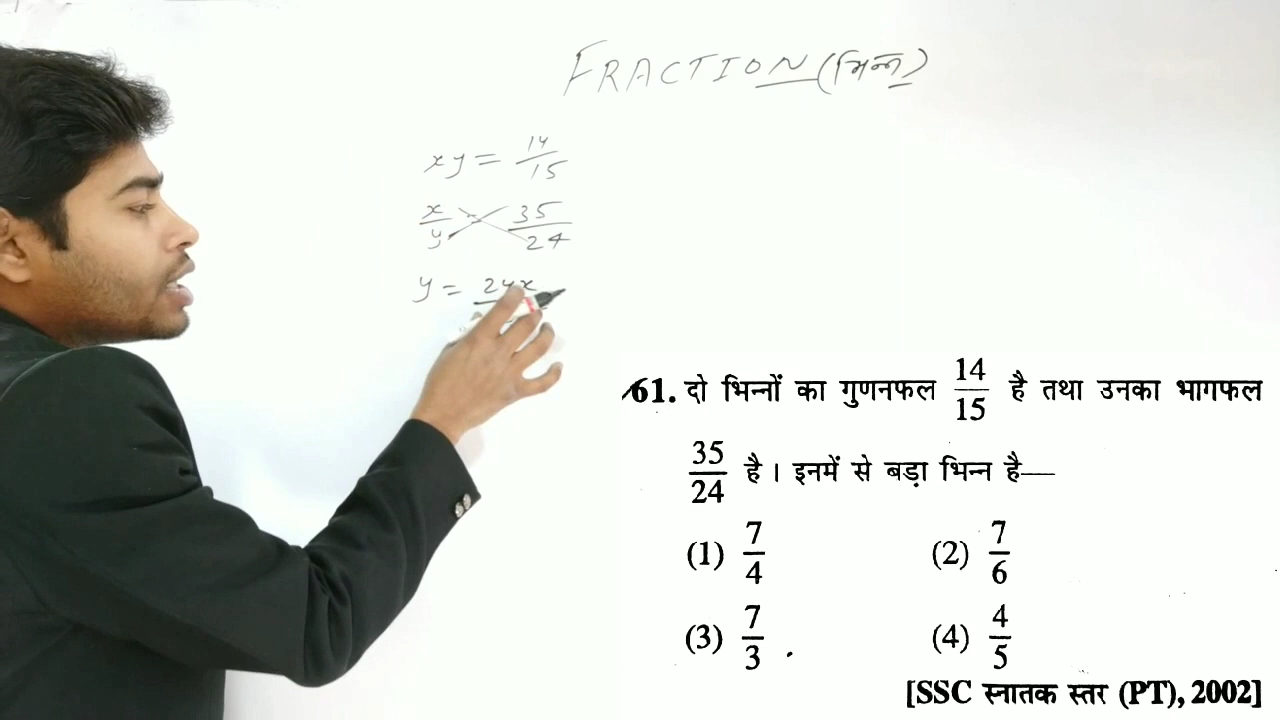 FRACTION (भिन्न)
xy = 14/15
x/y 35/24
y = 24x
61. दो भिन्नों का गुणनफल 14/15 है तथा उनका भागफल
35/24 है। इनमें से बड़ा भिन्न है—
(1) 7/4 (2) 7/6
(3) 7/3 (4) 4/5
[SSC स्नातक स्तर (PT), 2002]